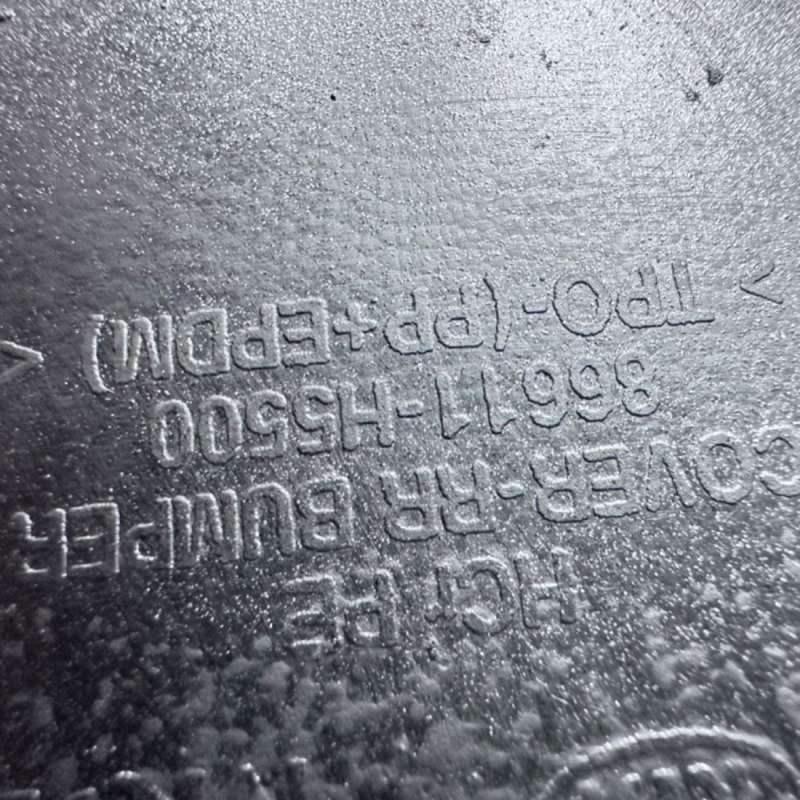 HCr PE
COVER-RR BUMPER
86611-H5500
> TPO-(PP+EPDM) <